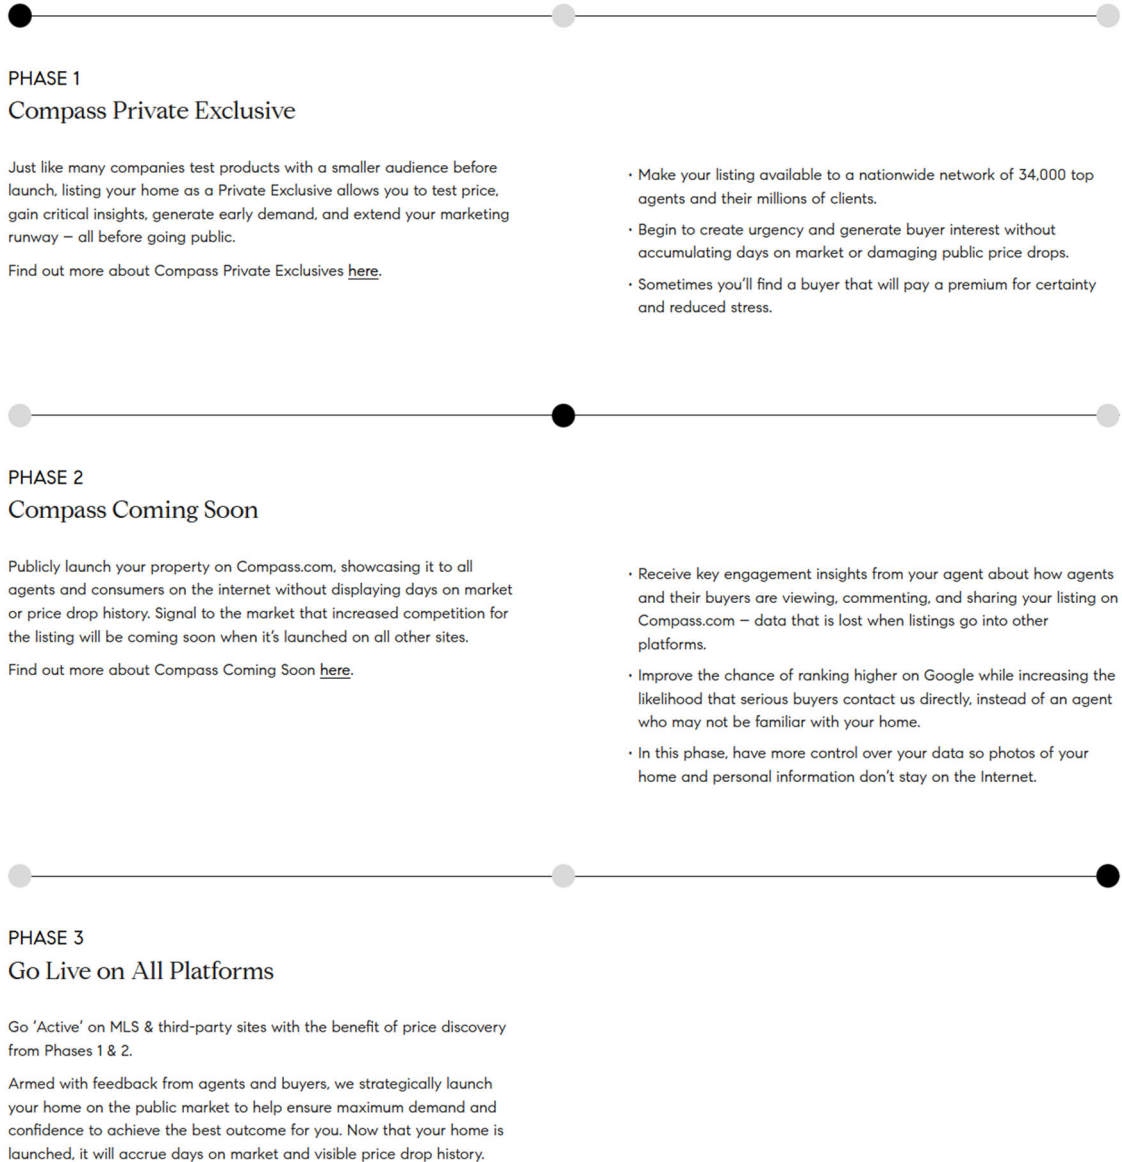 PHASE 1
Compass Private Exclusive
Just like many companies test products with a smaller audience before
launch, listing your home as a Private Exclusive allows you to test price,
gain critical insights, generate early demand, and extend your marketing
runway – all before going public.
Find out more about Compass Private Exclusives here.
• Make your listing available to a nationwide network of 34,000 top
agents and their millions of clients.
• Begin to create urgency and generate buyer interest without
accumulating days on market or damaging public price drops.
• Sometimes you'll find a buyer that will pay a premium for certainty
and reduced stress.
PHASE 2
Compass Coming Soon
Publicly launch your property on Compass.com, showcasing it to all
agents and consumers on the internet without displaying days on market
or price drop history. Signal to the market that increased competition for
the listing will be coming soon when it's launched on all other sites.
Find out more about Compass Coming Soon here.
• Receive key engagement insights from your agent about how agents
and their buyers are viewing, commenting, and sharing your listing on
Compass.com – data that is lost when listings go into other
platforms.
• Improve the chance of ranking higher on Google while increasing the
likelihood that serious buyers contact us directly, instead of an agent
who may not be familiar with your home.
• In this phase, have more control over your data so photos of your
home and personal information don't stay on the Internet.
PHASE 3
Go Live on All Platforms
Go 'Active' on MLS & third-party sites with the benefit of price discovery
from Phases 1 & 2.
Armed with feedback from agents and buyers, we strategically launch
your home on the public market to help ensure maximum demand and
confidence to achieve the best outcome for you. Now that your home is
launched, it will accrue days on market and visible price drop history.